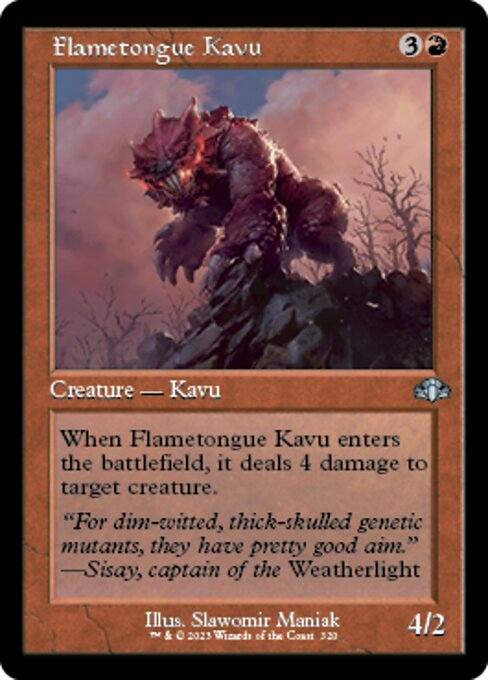 Flametongue Kavu 3
Creature — Kavu
When Flametongue Kavu enters
the battlefield, it deals 4 damage to
target creature.
“For dim-witted, thick-skulled genetic
mutants, they have pretty good aim.”
—Sisay, captain of the Weatherlight
Illus. Slawomir Maniak
™ & © 2023 Wizards of the Coast 320
4/2